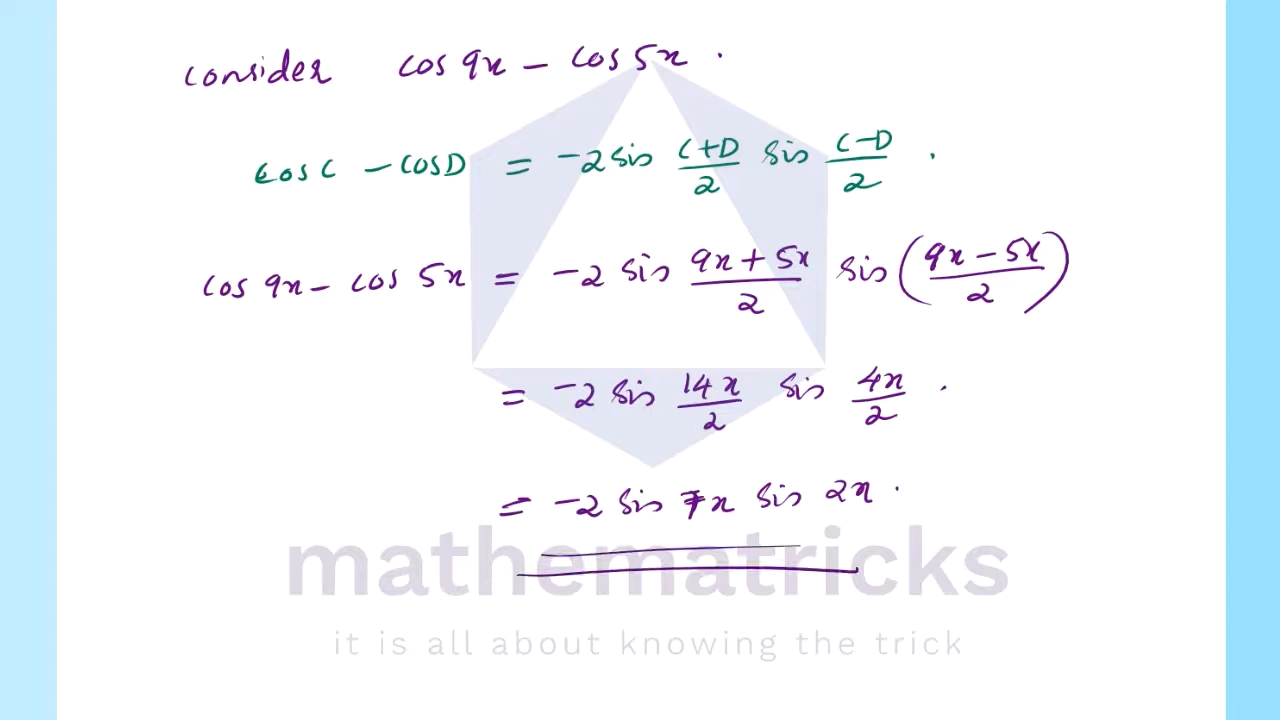 consider cos 9x - cos 5x .
cos C - cos D = -2 sin (C+D)/2 sin (C-D)/2 .
cos 9x - cos 5x = -2 sin (9x + 5x)/2 sin ((9x - 5x)/2)
= -2 sin 14x/2 sin 4x/2 .
= -2 sin 7x sin 2x .
mathematricks
it is all about knowing the trick